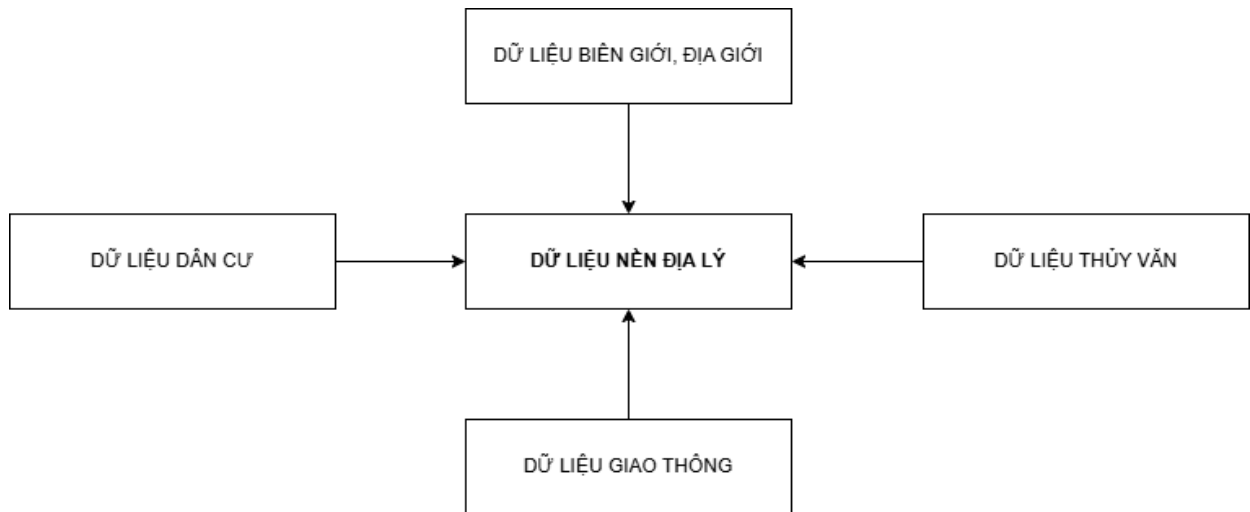 DỮ LIỆU BIÊN GIỚI, ĐỊA GIỚI
DỮ LIỆU DÂN CƯ
DỮ LIỆU NỀN ĐỊA LÝ
DỮ LIỆU THỦY VĂN
DỮ LIỆU GIAO THÔNG